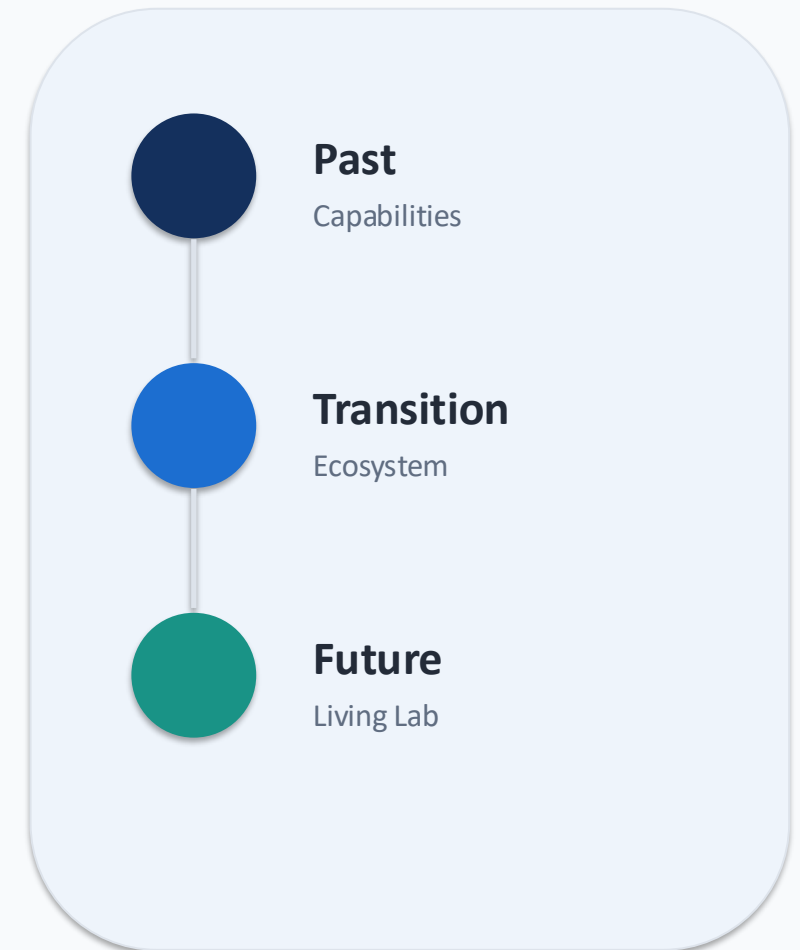 Past
Capabilities
Transition
Ecosystem
Future
Living Lab